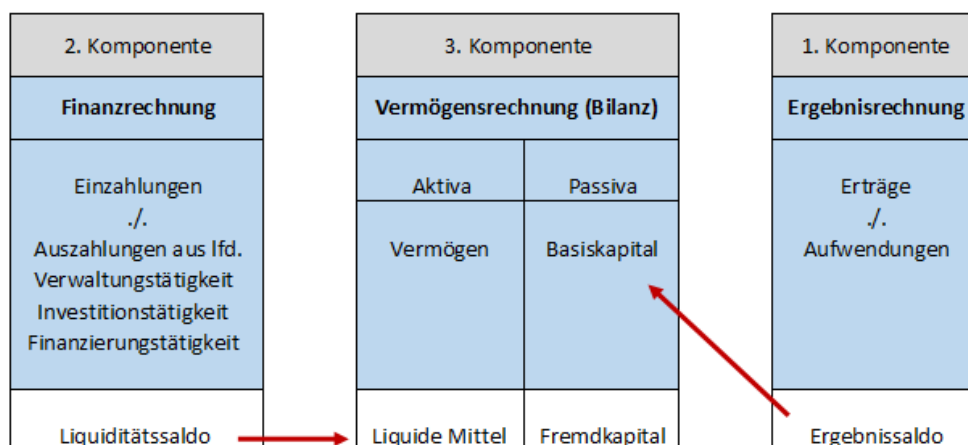 2. Komponente
Finanzrechnung
Einzahlungen
./.
Auszahlungen aus lfd.
Verwaltungstätigkeit
Investitionstätigkeit
Finanzierungstätigkeit
Liquiditätssaldo
3. Komponente
Vermögensrechnung (Bilanz)
Aktiva
Passiva
Vermögen
Basiskapital
Liquide Mittel
Fremdkapital
1. Komponente
Ergebnisrechnung
Erträge
./.
Aufwendungen
Ergebnissaldo